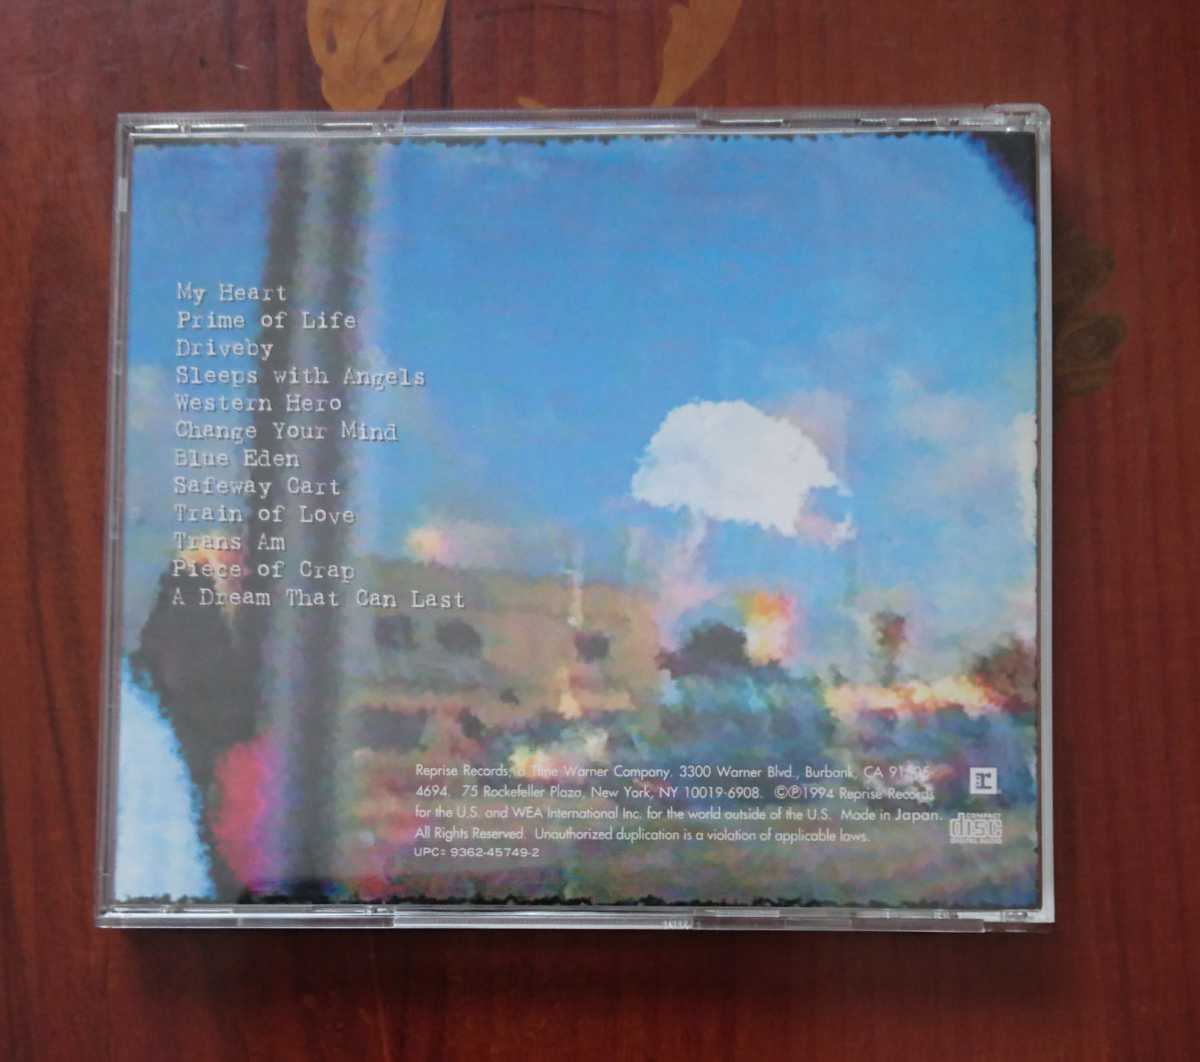 My Heart
Prime of Life
Driveby
Sleeps with Angels
Western Hero
Change Your Mind
Blue Eden
Safeway Cart
Train of Love
Trans Am
Piece of Crap
A Dream That Can Last
Reprise Records, a Time Warner Company, 3300 Warner Blvd., Burbank, CA 91505-
4694. 75 Rockefeller Plaza, New York, NY 10019-6908. ©℗1994 Reprise Records
for the U.S. and WEA International Inc. for the world outside of the U.S. Made in Japan.
All Rights Reserved. Unauthorized duplication is a violation of applicable laws.
UPC: 9362-45749-2
r
COMPACT
disc
DIGITAL AUDIO